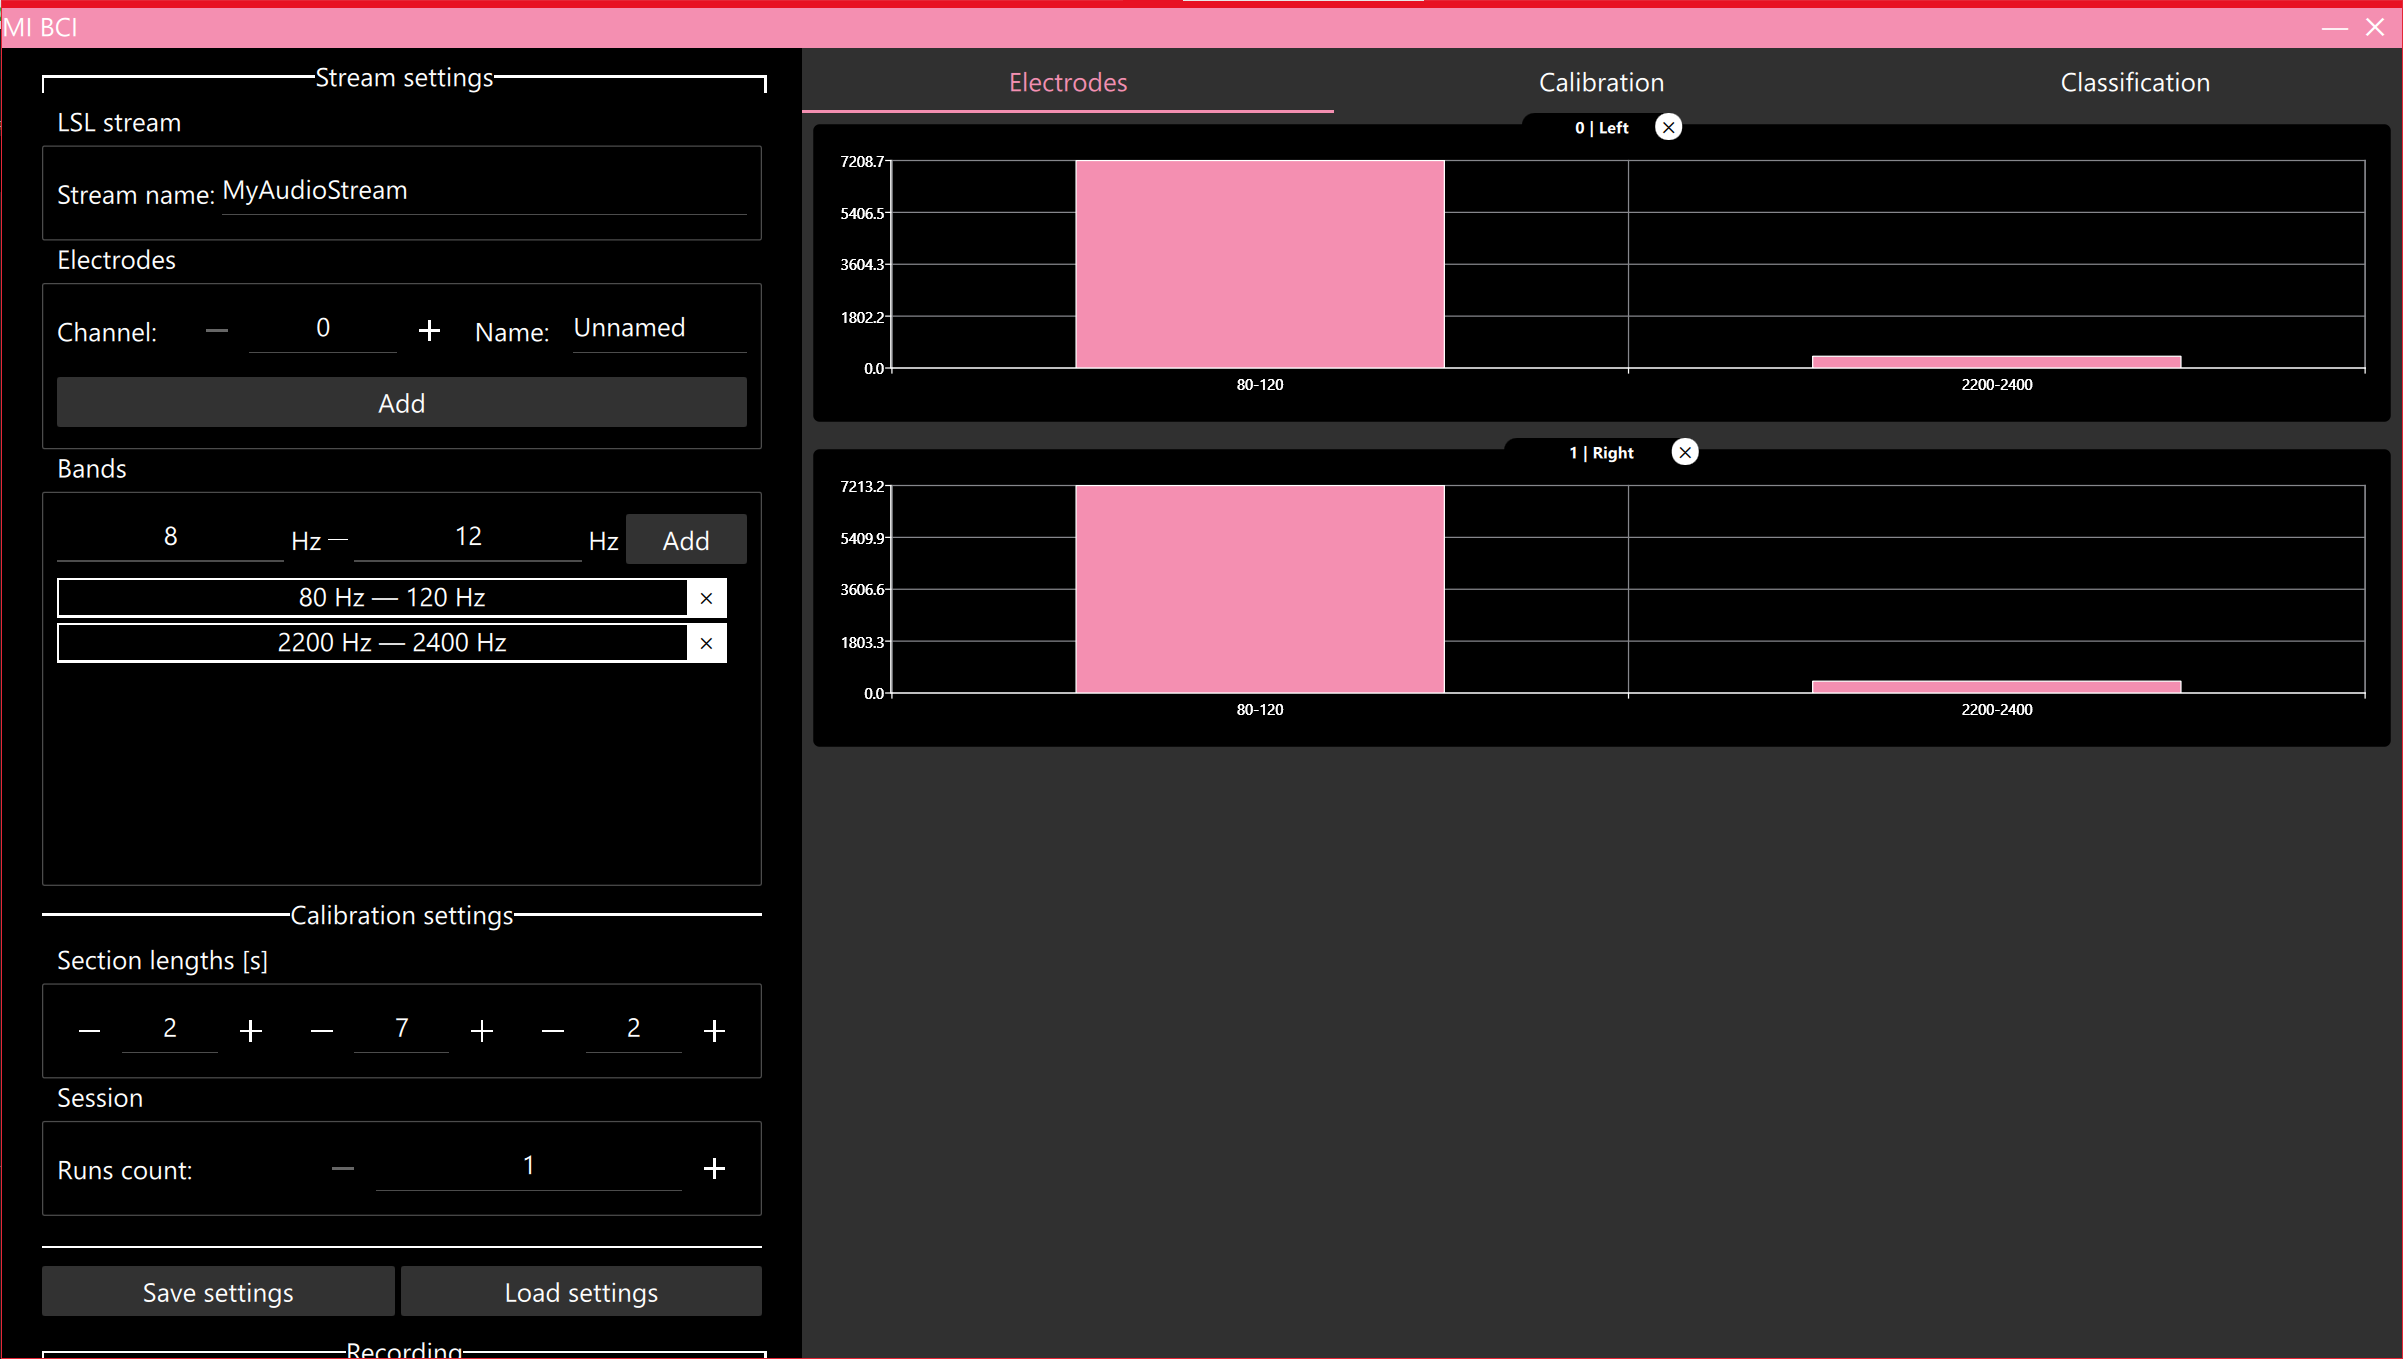 MI BCI
Stream settings
LSL stream
Stream name: MyAudioStream
Electrodes
Channel: — 0 + Name: Unnamed
Add
Bands
8 Hz — 12 Hz Add
80 Hz — 120 Hz ×
2200 Hz — 2400 Hz ×
Calibration settings
Section lengths [s]
— 2 + — 7 + — 2 +
Session
Runs count: — 1 +
Save settings Load settings
Recording
Electrodes Calibration Classification
0 | Left
7208.7
5406.5
3604.3
1802.2
0.0
80-120 2200-2400
1 | Right
7213.2
5409.9
3606.6
1803.3
0.0
80-120 2200-2400